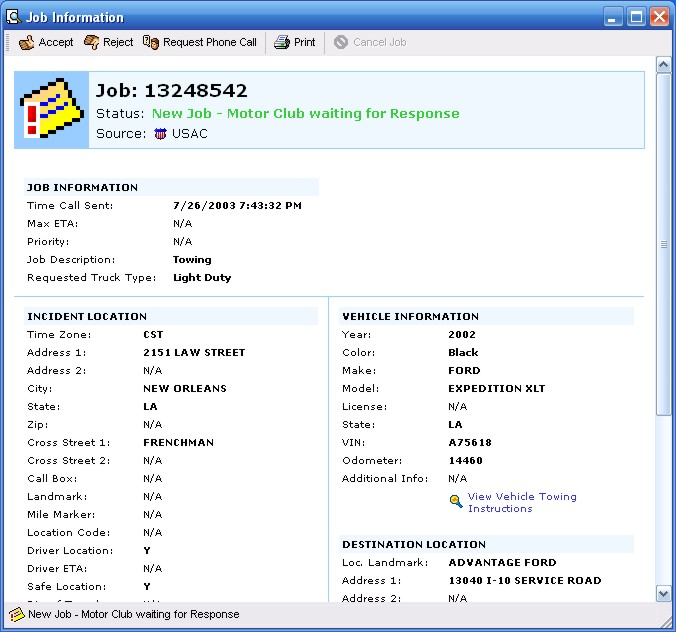 Job Information
Accept Reject Request Phone Call Print Cancel Job
Job: 13248542
Status: New Job - Motor Club waiting for Response
Source: USAC
JOB INFORMATION
Time Call Sent: 7/26/2003 7:43:32 PM
Max ETA: N/A
Priority: N/A
Job Description: Towing
Requested Truck Type: Light Duty
INCIDENT LOCATION
Time Zone: CST
Address 1: 2151 LAW STREET
Address 2: N/A
City: NEW ORLEANS
State: LA
Zip: N/A
Cross Street 1: FRENCHMAN
Cross Street 2: N/A
Call Box: N/A
Landmark: N/A
Mile Marker: N/A
Location Code: N/A
Driver Location: Y
Driver ETA: N/A
Safe Location: Y
VEHICLE INFORMATION
Year: 2002
Color: Black
Make: FORD
Model: EXPEDITION XLT
License: N/A
State: LA
VIN: A75618
Odometer: 14460
Additional Info: N/A
View Vehicle Towing
Instructions
DESTINATION LOCATION
Loc. Landmark: ADVANTAGE FORD
Address 1: 13040 I-10 SERVICE ROAD
Address 2: N/A
New Job - Motor Club waiting for Response